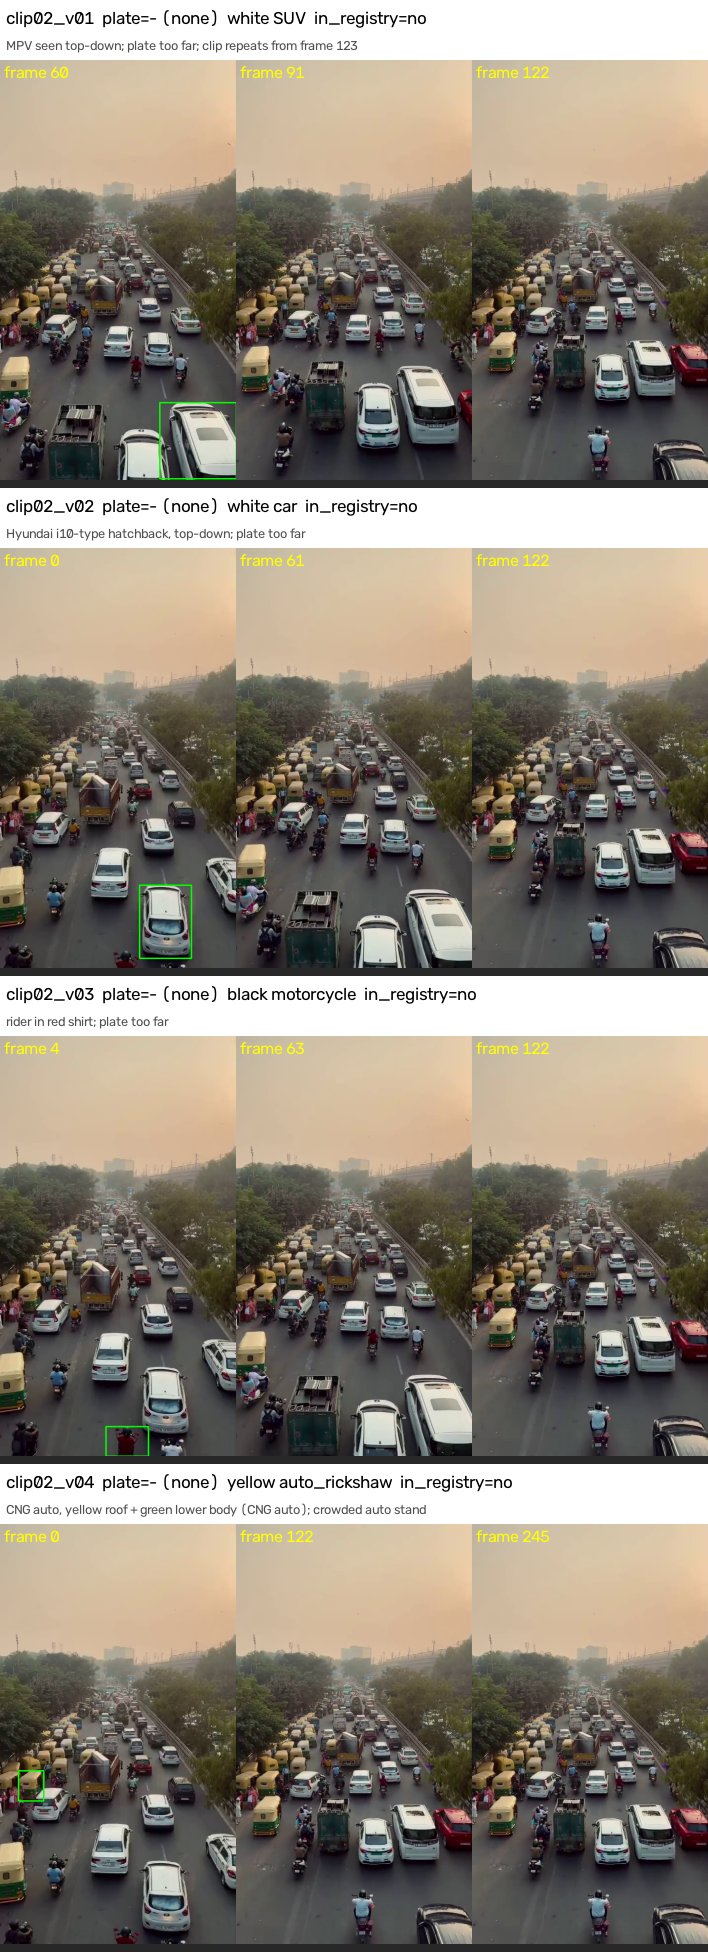 clip02_v01 plate=- (none) white SUV in_registry=no
MPV seen top-down; plate too far; clip repeats from frame 123
frame 60 frame 91 frame 122
clip02_v02 plate=- (none) white car in_registry=no
Hyundai i10-type hatchback, top-down; plate too far
frame 0 frame 61 frame 122
clip02_v03 plate=- (none) black motorcycle in_registry=no
rider in red shirt; plate too far
frame 4 frame 63 frame 122
clip02_v04 plate=- (none) yellow auto_rickshaw in_registry=no
CNG auto, yellow roof + green lower body (CNG auto); crowded auto stand
frame 0 frame 122 frame 245